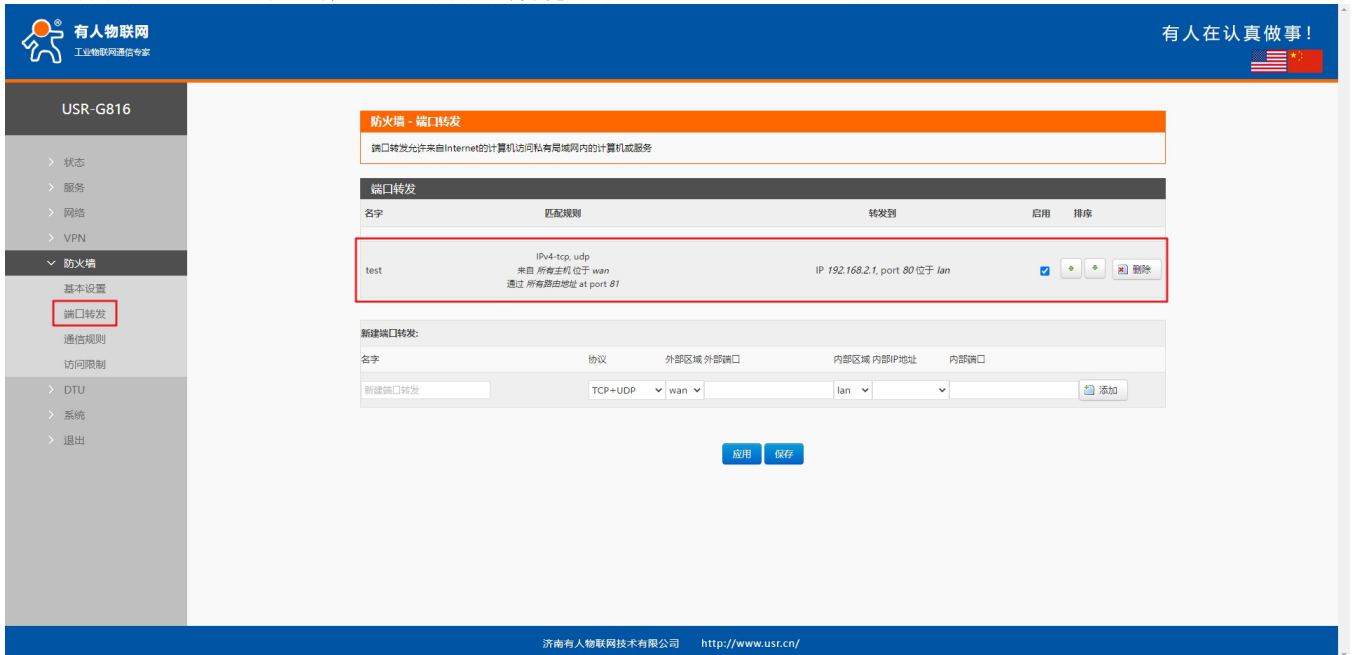 有人物联网
工业物联网通信专家
有人在认真做事!
USR-G816
状态
服务
网络
VPN
防火墙
基本设置
端口转发
通信规则
访问限制
DTU
系统
退出
防火墙 - 端口转发
端口转发允许来自Internet的计算机访问私有局域网内的计算机或服务
端口转发
名字 匹配规则 转发到 启用 排序
IPv4-tcp, udp
test 来自 所有主机 位于 wan IP 192.168.2.1, port 80 位于 lan 删除
通过 所有路由地址 at port 81
新建端口转发:
名字 协议 外部区域 外部端口 内部区域 内部IP地址 内部端口
新建端口转发 TCP+UDP wan lan 添加
应用 保存
济南有人物联网技术有限公司 http://www.usr.cn/